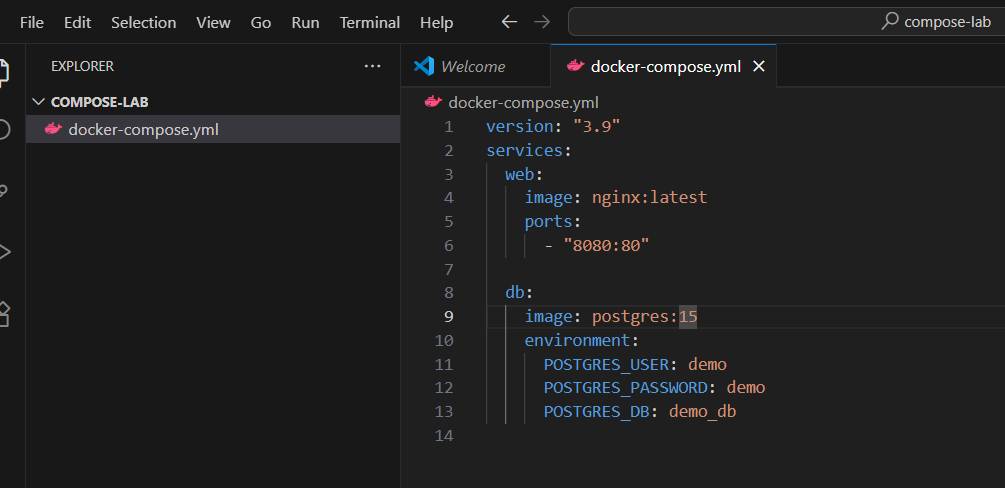 File Edit Selection View Go Run Terminal Help
compose-lab
EXPLORER
COMPOSE-LAB
docker-compose.yml
Welcome
docker-compose.yml
docker-compose.yml
1 version: "3.9"
2 services:
3   web:
4     image: nginx:latest
5     ports:
6       - "8080:80"
7
8   db:
9     image: postgres:15
10     environment:
11       POSTGRES_USER: demo
12       POSTGRES_PASSWORD: demo
13       POSTGRES_DB: demo_db
14